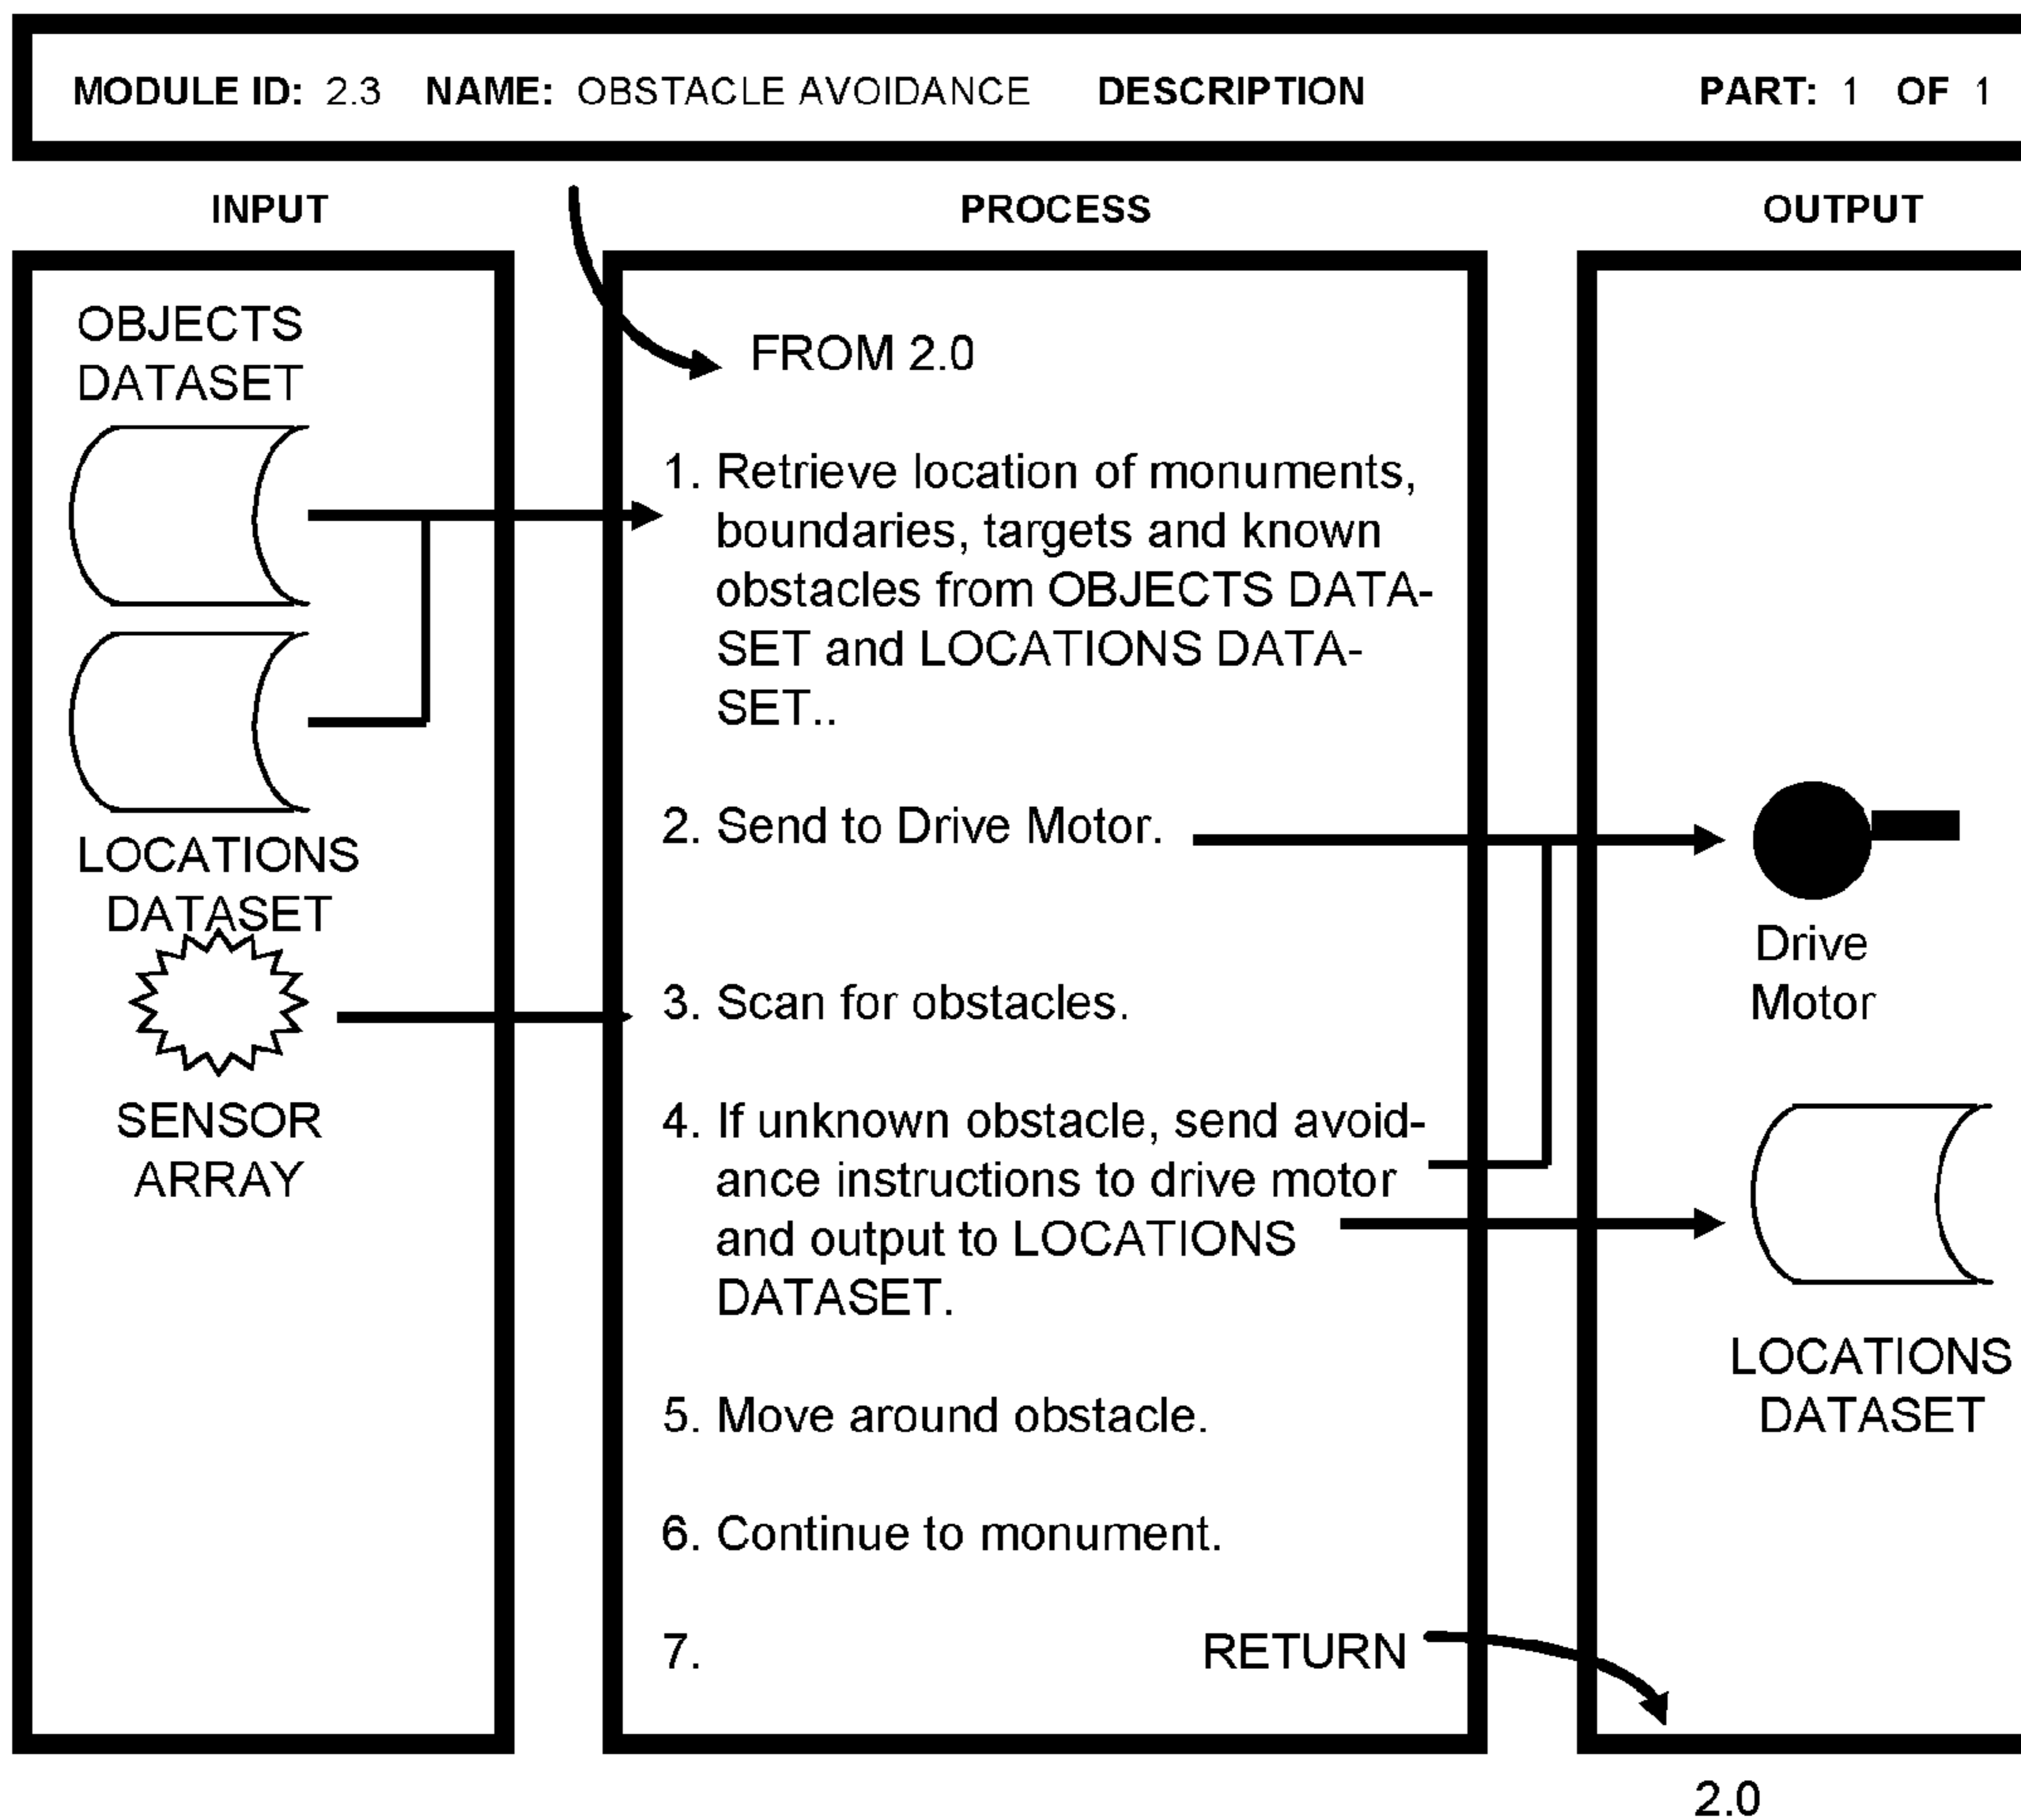 MODULE ID: 2.3 NAME: OBSTACLE AVOIDANCE DESCRIPTION PART: 1 OF 1
INPUT
PROCESS
OUTPUT
OBJECTS
DATASET
LOCATIONS
DATASET
SENSOR
ARRAY
FROM 2.0
1. Retrieve location of monuments,
boundaries, targets and known
obstacles from OBJECTS DATA-
SET and LOCATIONS DATA-
SET..
2. Send to Drive Motor.
3. Scan for obstacles.
4. If unknown obstacle, send avoid-
ance instructions to drive motor
and output to LOCATIONS
DATASET.
5. Move around obstacle.
6. Continue to monument.
7. RETURN
Drive
Motor
LOCATIONS
DATASET
2.0